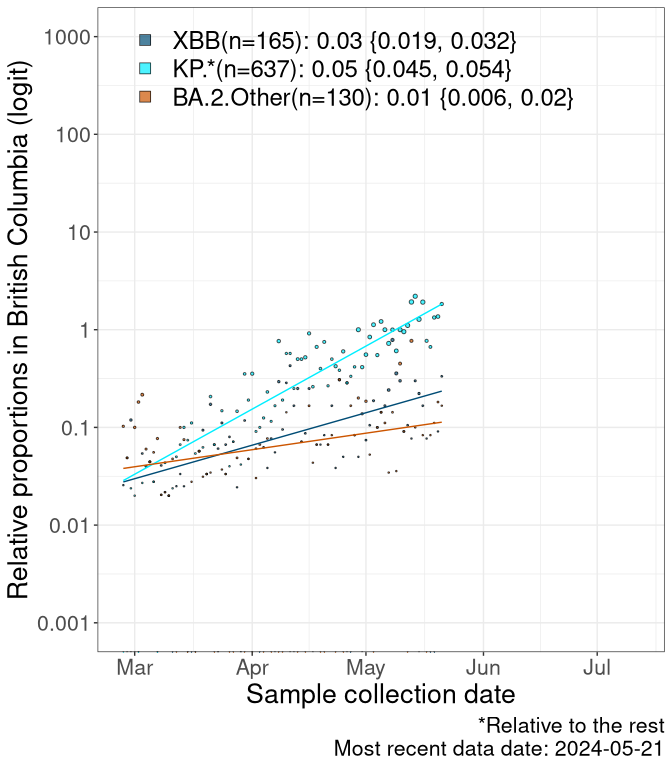 XBB(n=165): 0.03 {0.019, 0.032}
KP.*(n=637): 0.05 {0.045, 0.054}
BA.2.Other(n=130): 0.01 {0.006, 0.02}
Relative proportions in British Columbia (logit)
1000
100
10
1
0.1
0.01
0.001
Mar Apr May Jun Jul
Sample collection date
*Relative to the rest
Most recent data date: 2024-05-21